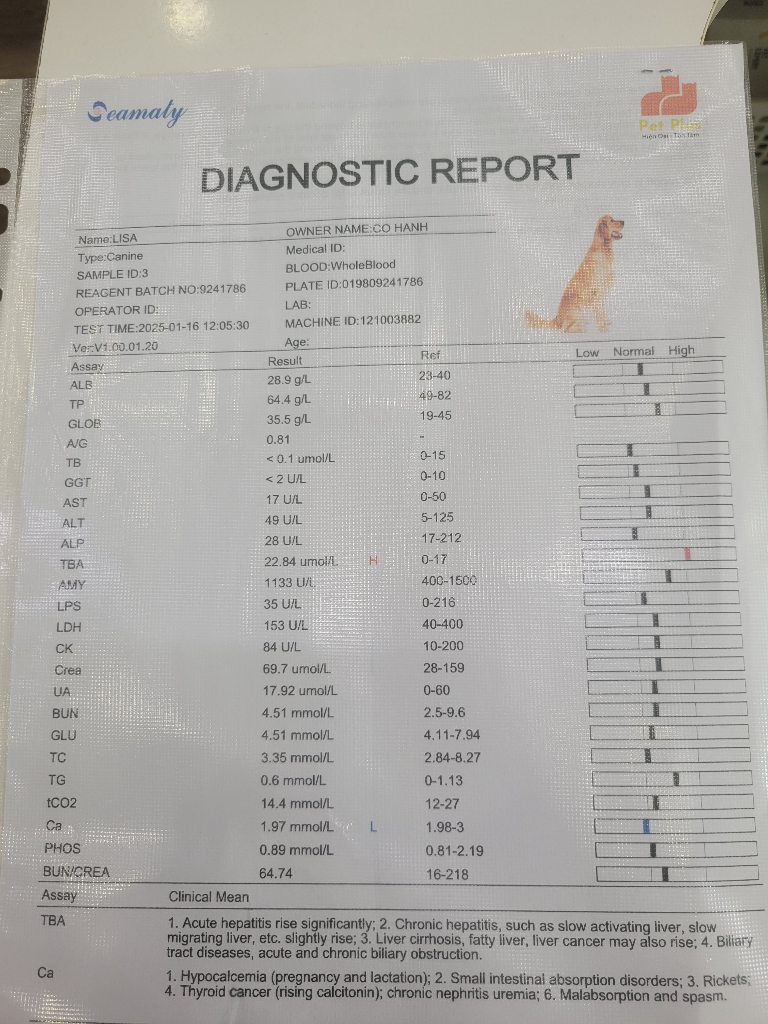 Seamaty
Pet Plus
Hiện Đại - Tận tâm
DIAGNOSTIC REPORT
Name:LISA OWNER NAME:CO HANH
Type:Canine Medical ID:
SAMPLE ID:3 BLOOD:WholeBlood
REAGENT BATCH NO:9241786 PLATE ID:019809241786
OPERATOR ID: LAB:
TEST TIME:2025-01-16 12:05:30 MACHINE ID:121003882
Ver:V1.00.01.20 Age:
Assay Result Ref Low Normal High
ALB 28.9 g/L 23-40
TP 64.4 g/L 49-82
GLOB 35.5 g/L 19-45
A/G 0.81 -
TB < 0.1 umol/L 0-15
GGT < 2 U/L 0-10
AST 17 U/L 0-50
ALT 49 U/L 5-125
ALP 28 U/L 17-212
TBA 22.84 umol/L H 0-17
AMY 1133 U/L 400-1500
LPS 35 U/L 0-216
LDH 153 U/L 40-400
CK 84 U/L 10-200
Crea 69.7 umol/L 28-159
UA 17.92 umol/L 0-60
BUN 4.51 mmol/L 2.5-9.6
GLU 4.51 mmol/L 4.11-7.94
TC 3.35 mmol/L 2.84-8.27
TG 0.6 mmol/L 0-1.13
tCO2 14.4 mmol/L 12-27
Ca 1.97 mmol/L L 1.98-3
PHOS 0.89 mmol/L 0.81-2.19
BUN/CREA 64.74 16-218
Assay Clinical Mean
TBA 1. Acute hepatitis rise significantly; 2. Chronic hepatitis, such as slow activating liver, slow
migrating liver, etc. slightly rise; 3. Liver cirrhosis, fatty liver, liver cancer may also rise; 4. Biliary
tract diseases, acute and chronic biliary obstruction.
Ca 1. Hypocalcemia (pregnancy and lactation); 2. Small intestinal absorption disorders; 3. Rickets;
4. Thyroid cancer (rising calcitonin); chronic nephritis uremia; 6. Malabsorption and spasm.